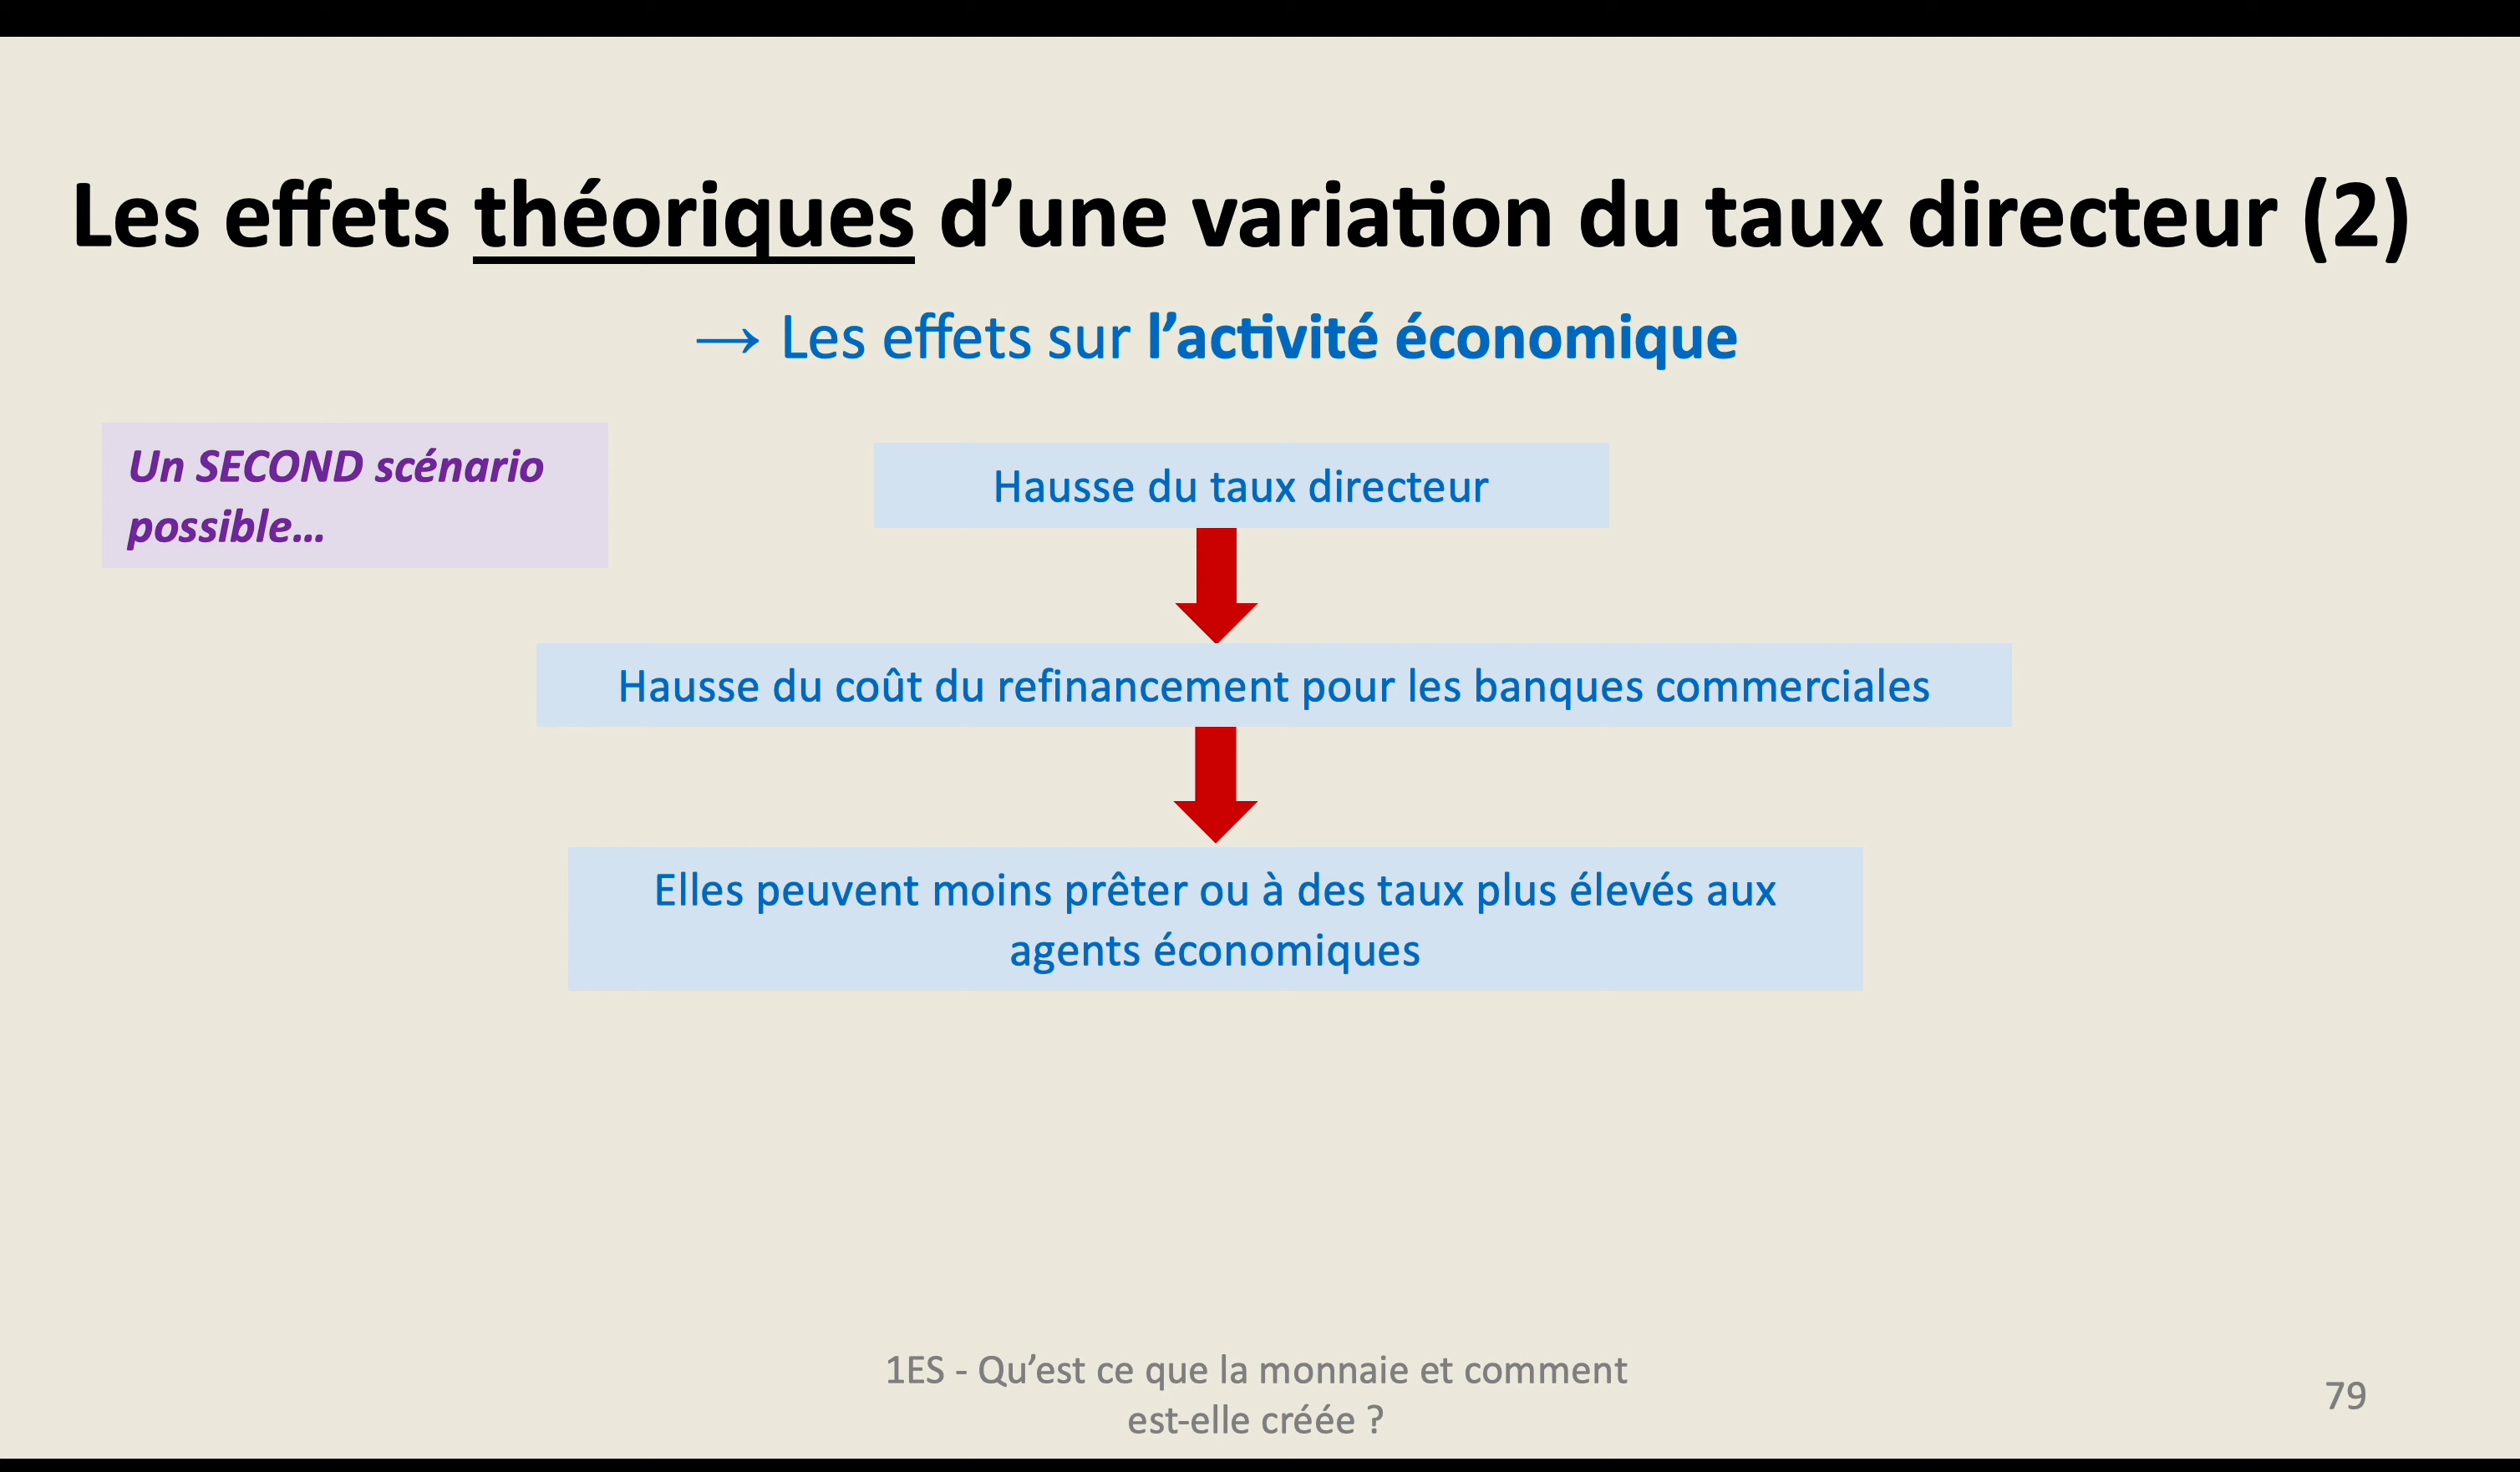 Les effets théoriques d’une variation du taux directeur (2)
→ Les effets sur l’activité économique
Un SECOND scénario
possible…
Hausse du taux directeur
Hausse du coût du refinancement pour les banques commerciales
Elles peuvent moins prêter ou à des taux plus élevés aux
agents économiques
1ES - Qu’est ce que la monnaie et comment
est-elle créée ?
79